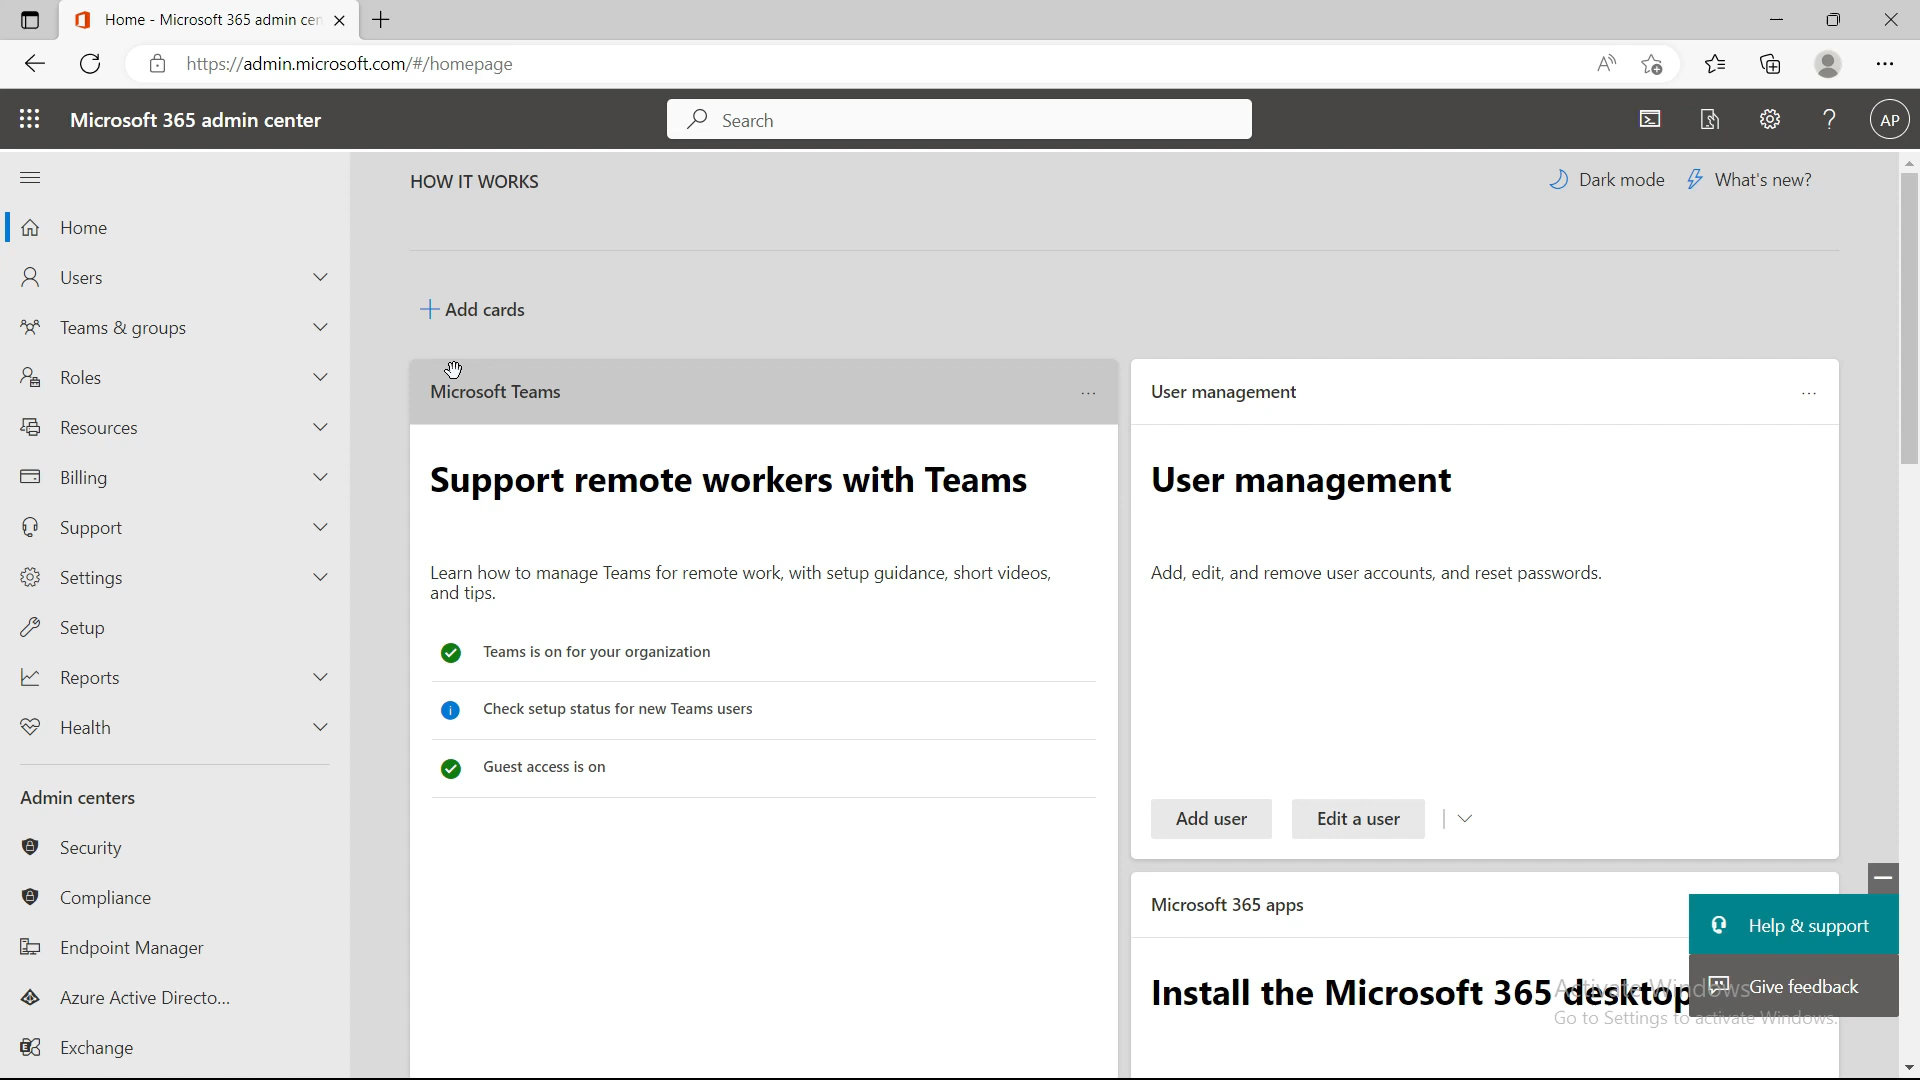 Home - Microsoft 365 admin cen
https://admin.microsoft.com/#/homepage
Microsoft 365 admin center
Search
AP
HOW IT WORKS
Dark mode
What's new?
Home
Users
Teams & groups
Roles
Resources
Billing
Support
Settings
Setup
Reports
Health
Admin centers
Security
Compliance
Endpoint Manager
Azure Active Directo...
Exchange
Add cards
Microsoft Teams
Support remote workers with Teams
Learn how to manage Teams for remote work, with setup guidance, short videos,
and tips.
Teams is on for your organization
Check setup status for new Teams users
Guest access is on
User management
User management
Add, edit, and remove user accounts, and reset passwords.
Add user
Edit a user
Microsoft 365 apps
Install the Microsoft 365 desktop
Help & support
Give feedback
Activate Windows
Go to Settings to activate Windows.